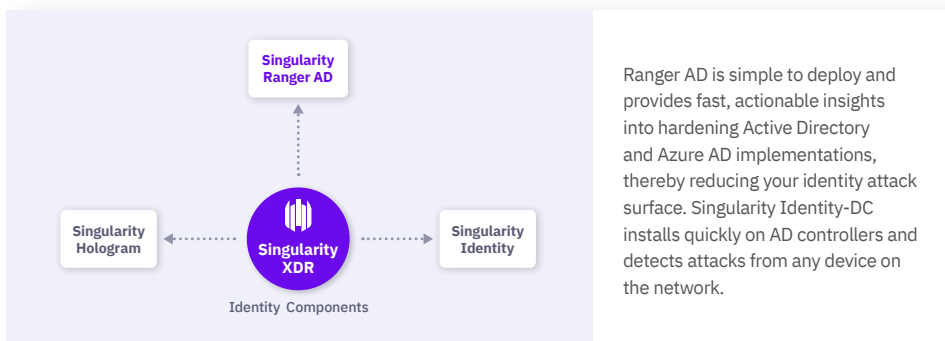 Singularity
Ranger AD
Singularity
Hologram
Singularity
XDR
Singularity
Identity
Identity Components
Ranger AD is simple to deploy and
provides fast, actionable insights
into hardening Active Directory
and Azure AD implementations,
thereby reducing your identity attack
surface. Singularity Identity-DC
installs quickly on AD controllers and
detects attacks from any device on
the network.